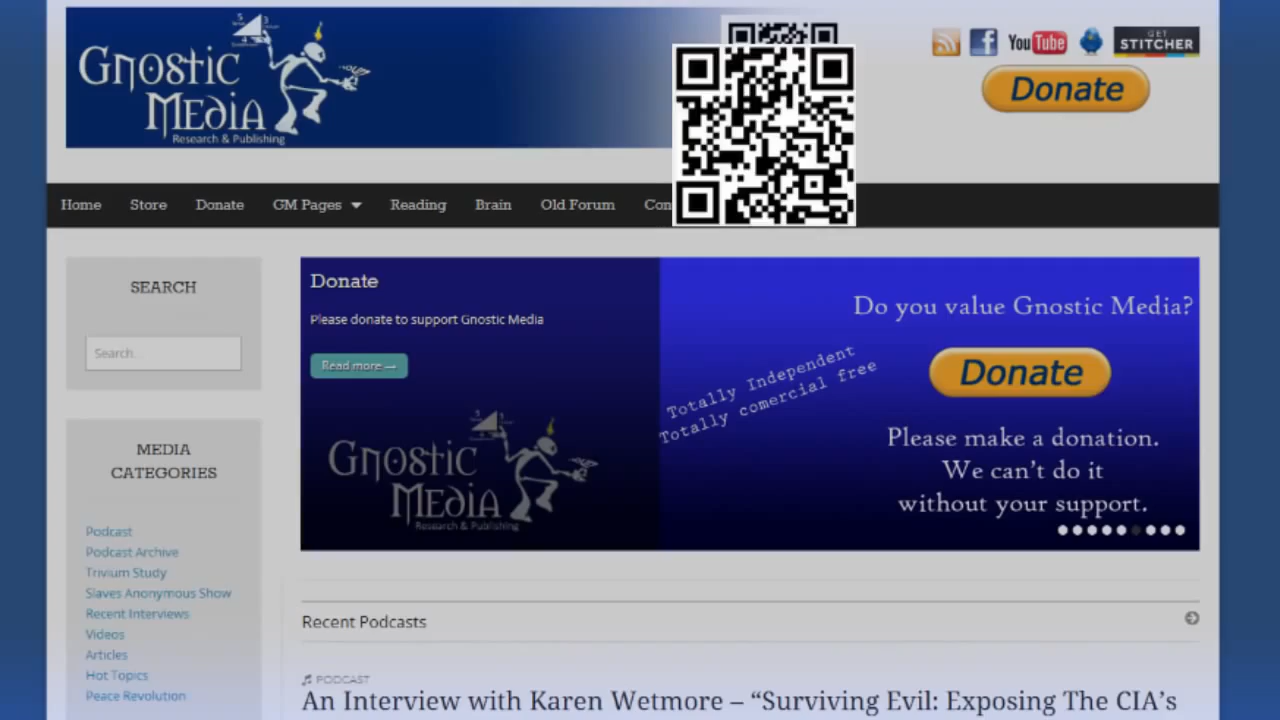 Gnostic
Media
Research & Publishing
YouTube
GET
STITCHER
Donate
Home
Store
Donate
GM Pages
Reading
Brain
Old Forum
SEARCH
Search...
MEDIA
CATEGORIES
Podcast
Podcast Archive
Trivium Study
Slaves Anonymous Show
Recent Interviews
Videos
Articles
Hot Topics
Peace Revolution
Donate
Please donate to support Gnostic Media
Read more →
Gnostic
Media
Research & Publishing
Totally Independent
Totally comercial free
Do you value Gnostic Media?
Donate
Please make a donation.
We can't do it
without your support.
Recent Podcasts
PODCAST
An Interview with Karen Wetmore – “Surviving Evil: Exposing The CIA’s